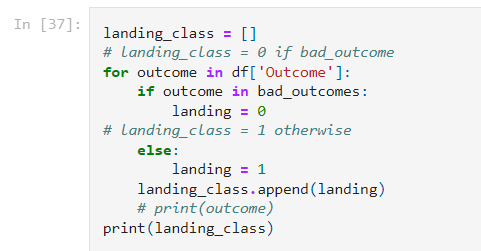 In [37]:
landing_class = []
# landing_class = 0 if bad_outcome
for outcome in df['Outcome']:
    if outcome in bad_outcomes:
        landing = 0
# landing_class = 1 otherwise
    else:
        landing = 1
    landing_class.append(landing)
    # print(outcome)
print(landing_class)